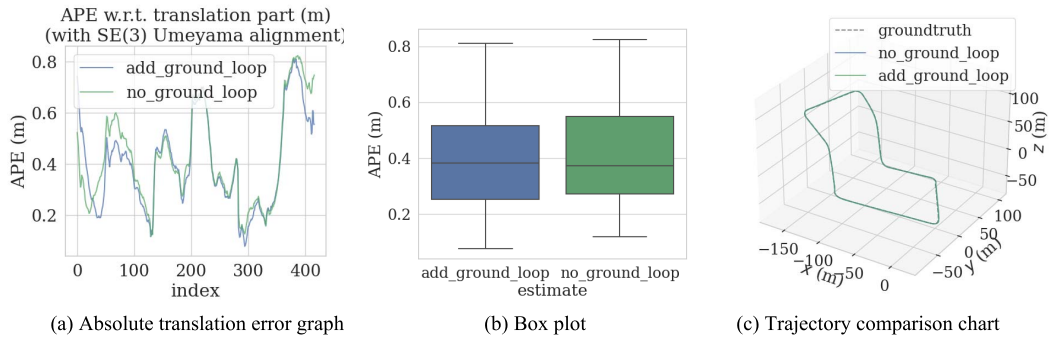 APE w.r.t. translation part (m)
(with SE(3) Umeyama alignment)
add_ground_loop
no_ground_loop
APE (m)
0.8
0.6
0.4
0.2
0 100 200 300 400
index
(a) Absolute translation error graph
APE (m)
0.8
0.6
0.4
0.2
add_ground_loop no_ground_loop
estimate
(b) Box plot
groundtruth
no_ground_loop
add_ground_loop
100
50
0
−50
z (m)
100
50
0
−50
y (m)
−150
−100
−50
0
x (m)
(c) Trajectory comparison chart